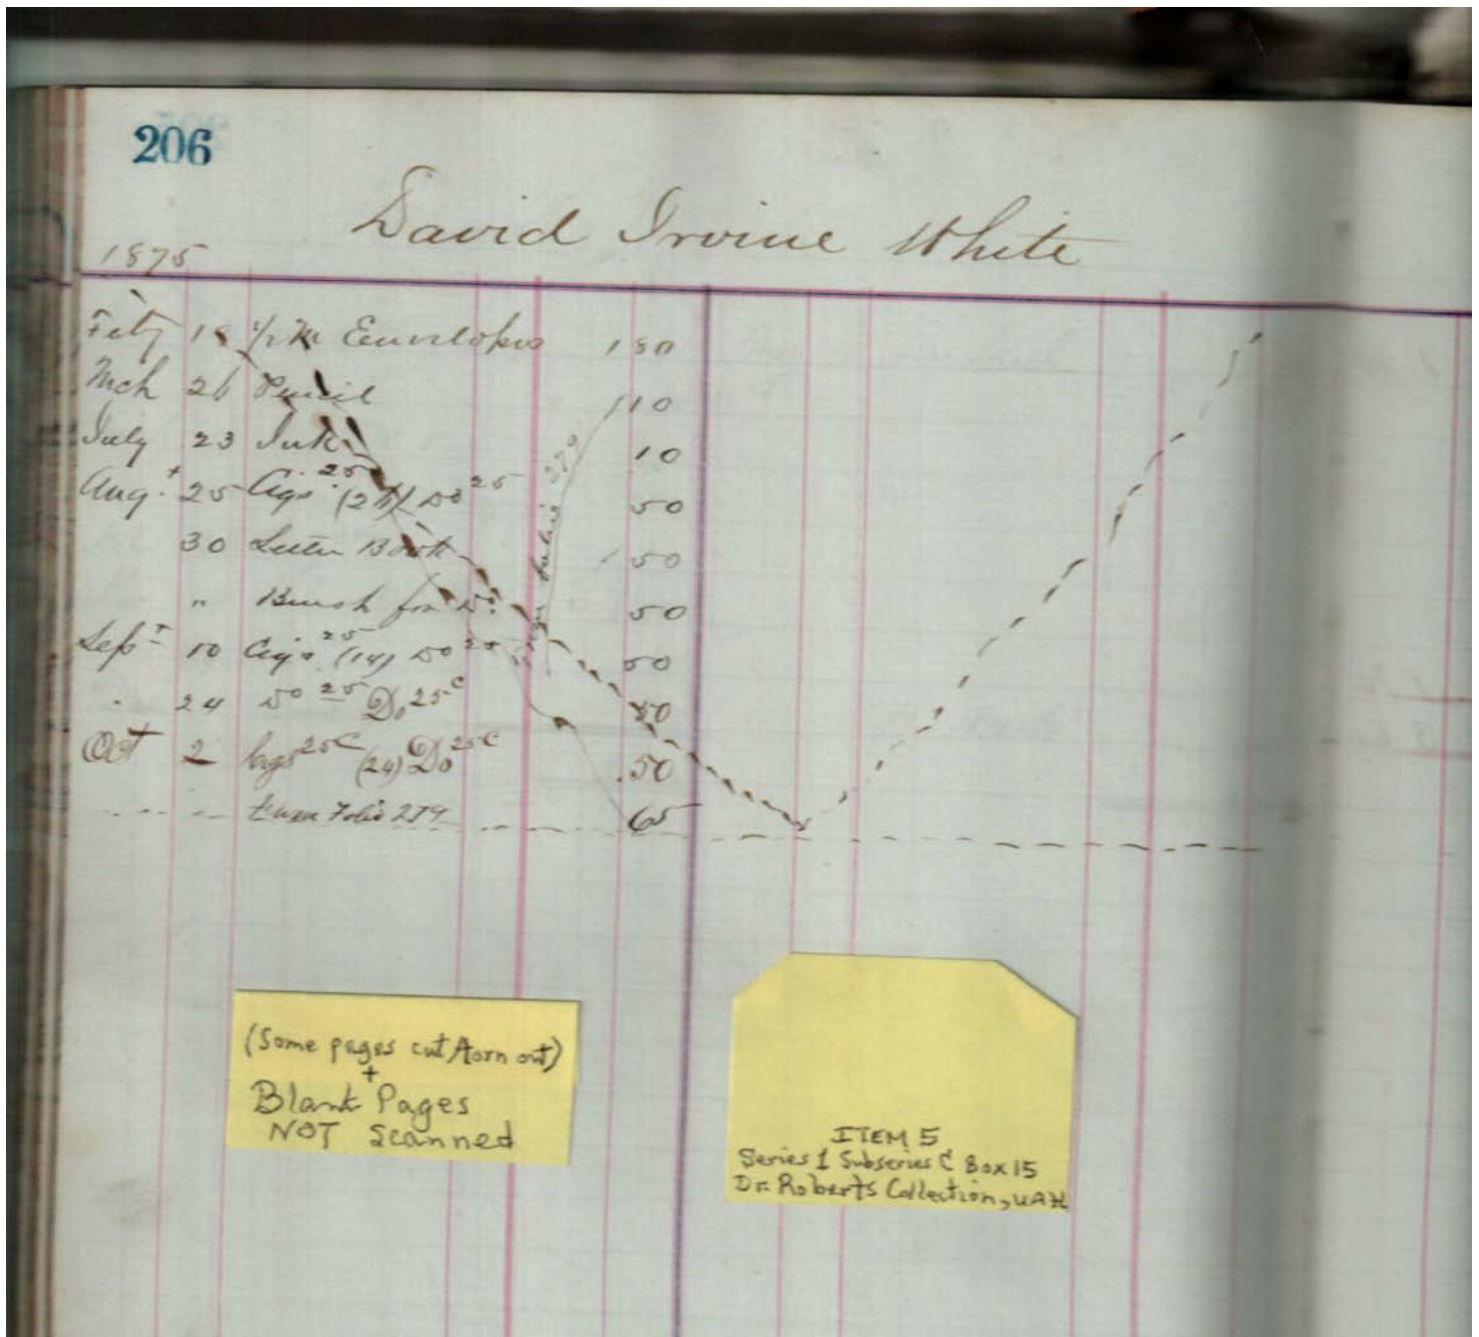 206
David Irvine White
1875
Feby 18 1/2 M Envelopes 1 50
Mch 26 Pencil 10
July 23 Ink 10
Aug.t 25 Cigs. 25 Do 25 50
30 Letter Book 1 50
" Brush for Do. 50
Sept 10 Cigs 25 (14) Do 25 50
24 Do 25 Do 25c 50
Oct 2 Cigs 25c (24) Do 25c .50
Folio 279 65
folio 279
(Some pages cut/torn out)
+
Blank Pages
NOT scanned
ITEM 5
Series 1 Subseries C Box 15
Dr. Roberts Collection, UAH